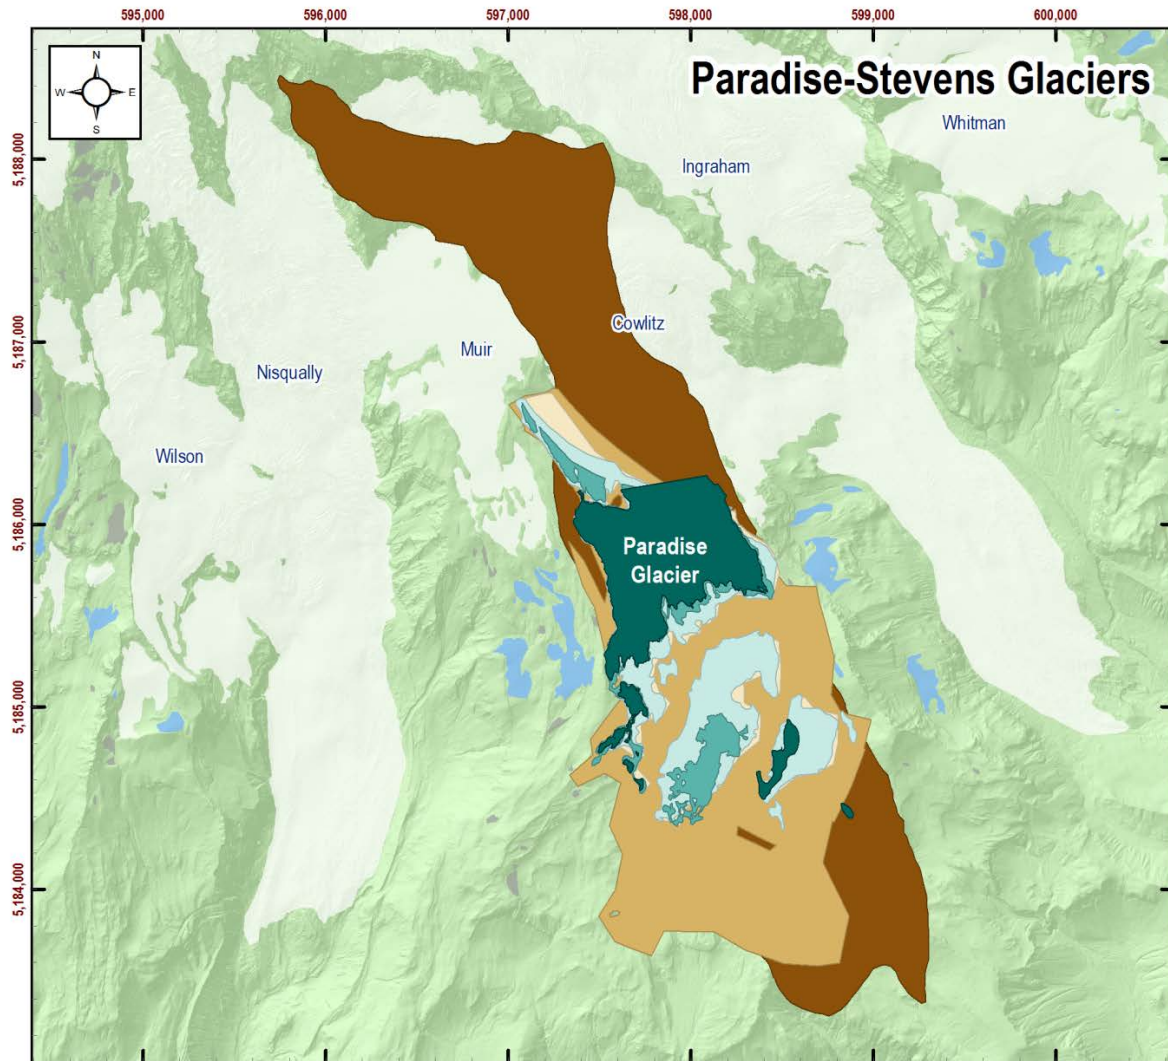 595,000 596,000 597,000 598,000 599,000 600,000
N
W E
S
Paradise-Stevens Glaciers
Whitman
5,188,000
Ingraham
5,187,000
Cowlitz
Muir
Nisqually
Wilson
5,186,000
Paradise
Glacier
5,185,000
5,184,000